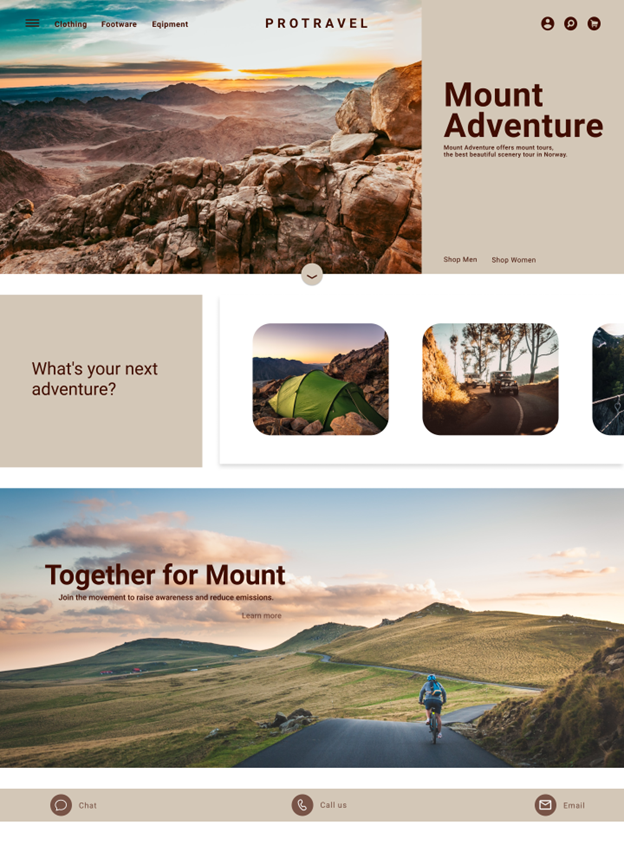 Clothing Footware Eqipment
PROTRAVEL
Mount
Adventure
Mount Adventure offers mount tours,
the best beautiful scenery tour in Norway.
Shop Men Shop Women
What's your next
adventure?
Together for Mount
Join the movement to raise awareness and reduce emissions.
Learn more
Chat
Call us
Email